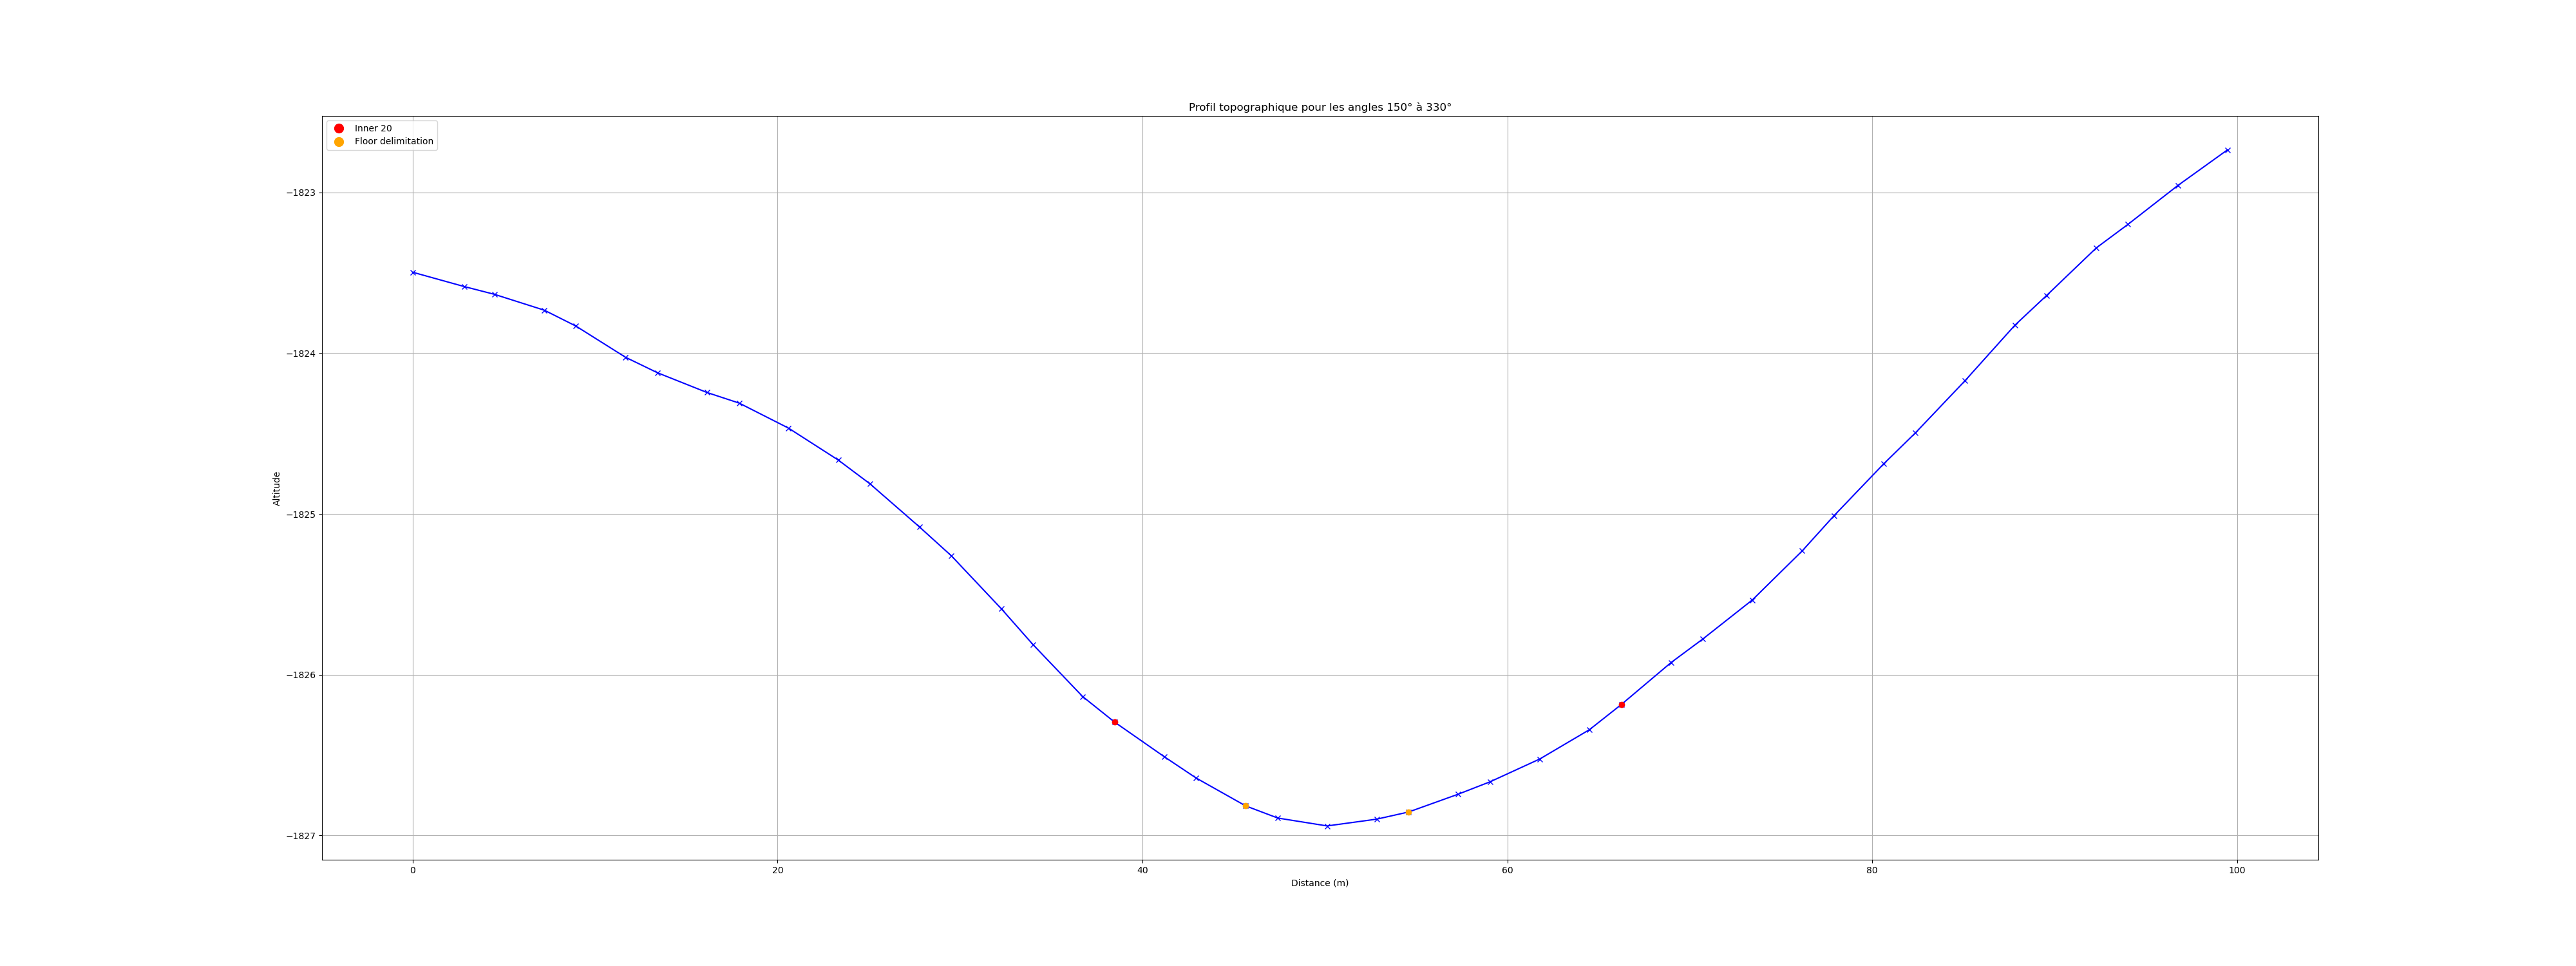 Profil topographique pour les angles 150° à 330°
Inner 20
Floor delimitation
−1823
−1824
−1825
−1826
−1827
Altitude
0 20 40 60 80 100
Distance (m)